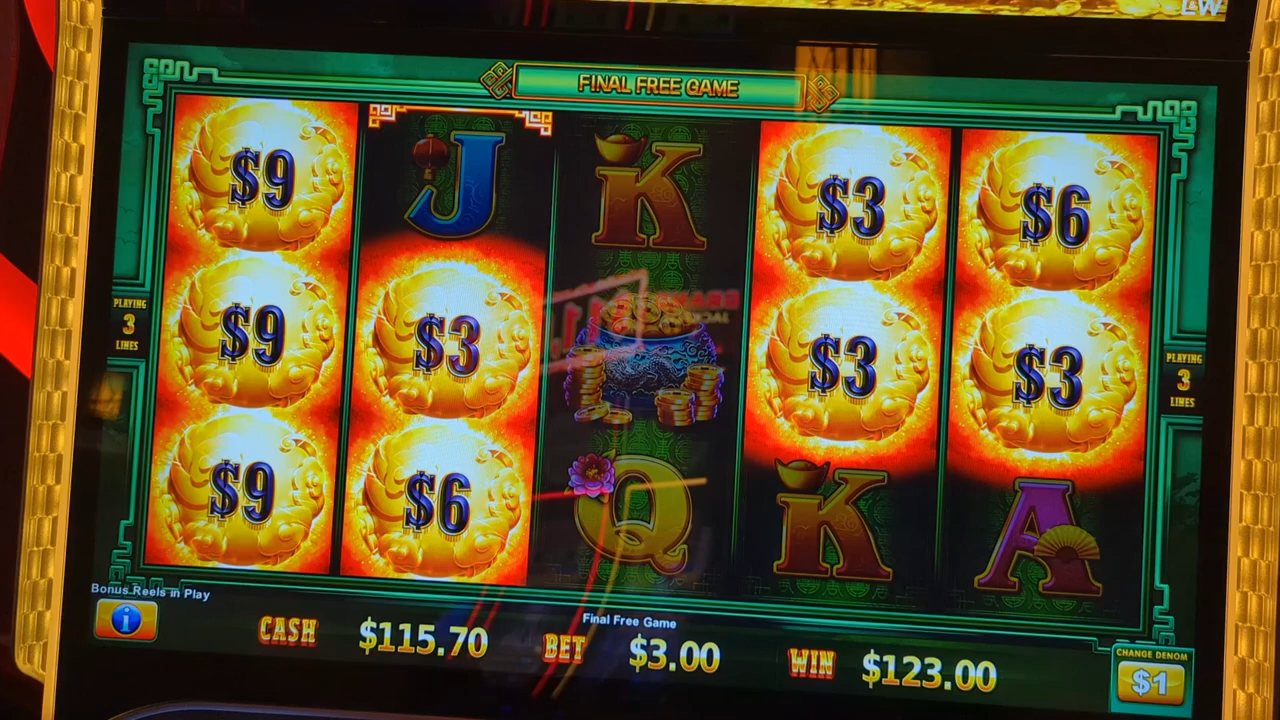 LW
FINAL FREE GAME
$9 J K $3 $6
$9 $3 $3 $3
$9 $6 Q K A
PLAYING
3
LINES
PLAYING
3
LINES
Bonus Reels in Play
Final Free Game
CASH $115.70 BET $3.00 WIN $123.00
CHANGE DENOM
$1